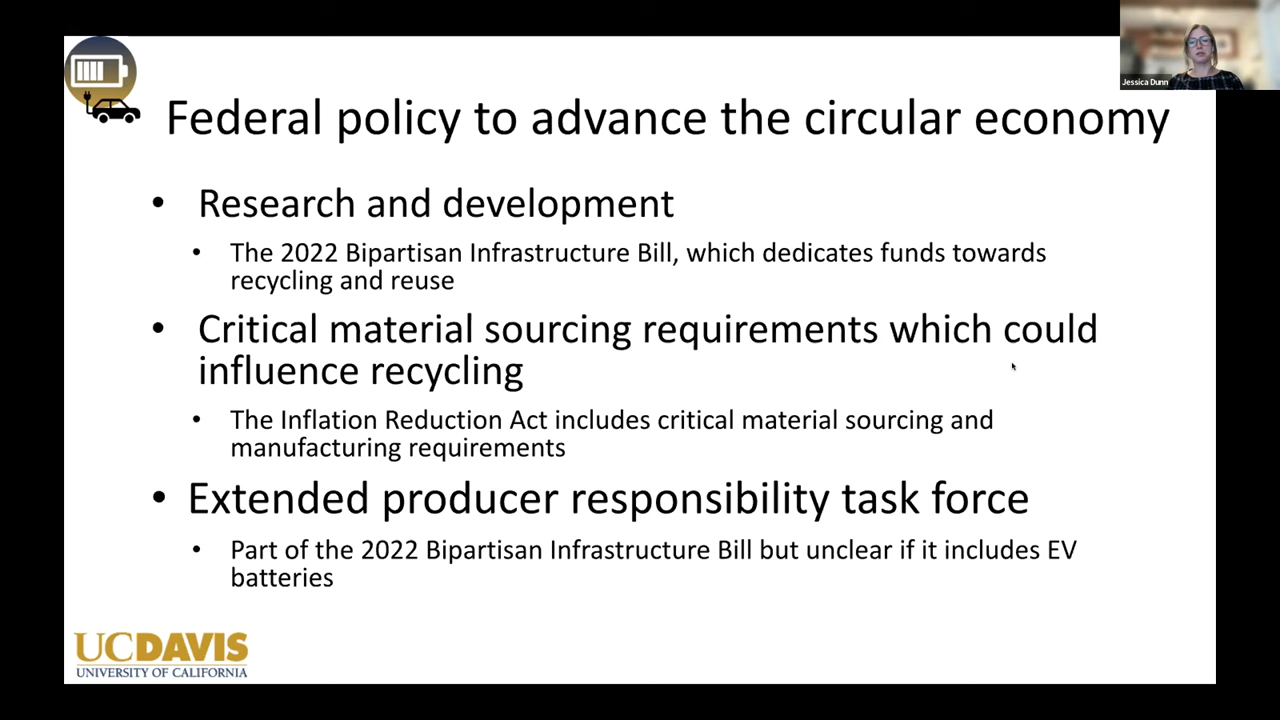 Jessica Dunn
Federal policy to advance the circular economy
• Research and development
• The 2022 Bipartisan Infrastructure Bill, which dedicates funds towards
recycling and reuse
• Critical material sourcing requirements which could
influence recycling
• The Inflation Reduction Act includes critical material sourcing and
manufacturing requirements
• Extended producer responsibility task force
• Part of the 2022 Bipartisan Infrastructure Bill but unclear if it includes EV
batteries
UCDAVIS
UNIVERSITY OF CALIFORNIA